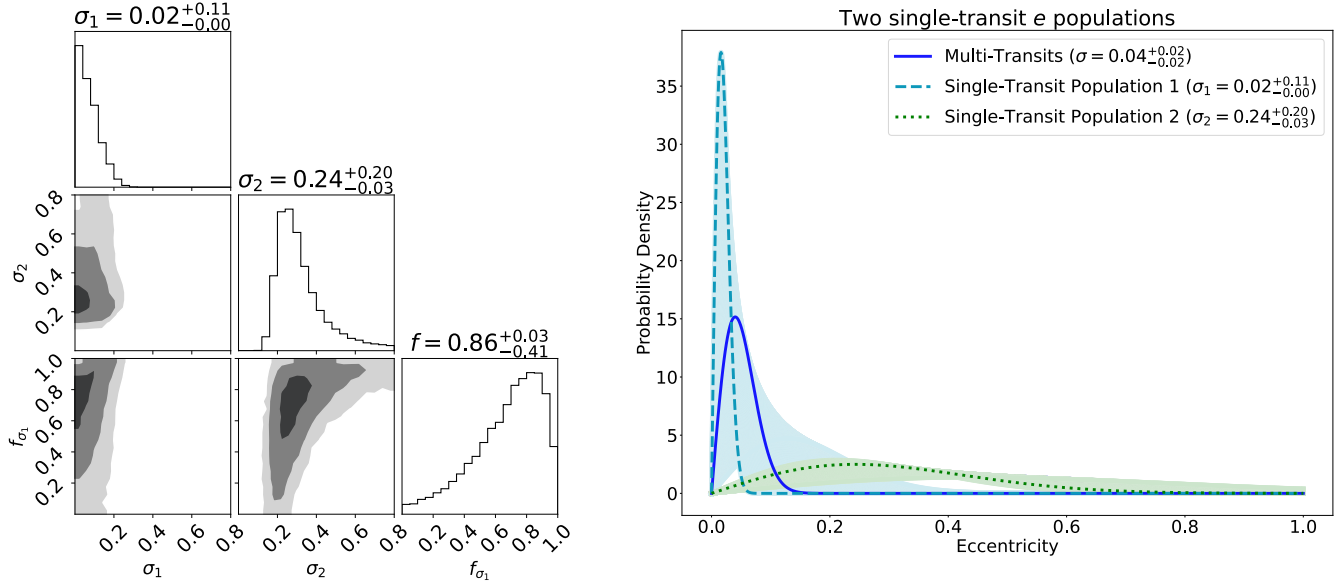 σ₁ = 0.02⁺⁰·¹¹₋₀.₀₀
σ₂ = 0.24⁺⁰·²⁰₋₀.₀₃
0.8
0.6
0.4
0.2
σ₂
f = 0.86⁺⁰·⁰³₋₀.₄₁
1.0
0.8
0.6
0.4
0.2
f_σ₁
0.2 0.4 0.6 0.8
σ₁
0.2 0.4 0.6 0.8
σ₂
0.2 0.4 0.6 0.8 1.0
f_σ₁
Two single-transit e populations
Multi-Transits (σ = 0.04⁺⁰·⁰²₋₀.₀₂)
Single-Transit Population 1 (σ₁ = 0.02⁺⁰·¹¹₋₀.₀₀)
Single-Transit Population 2 (σ₂ = 0.24⁺⁰·²⁰₋₀.₀₃)
Probability Density
35
30
25
20
15
10
5
0
0.0 0.2 0.4 0.6 0.8 1.0
Eccentricity